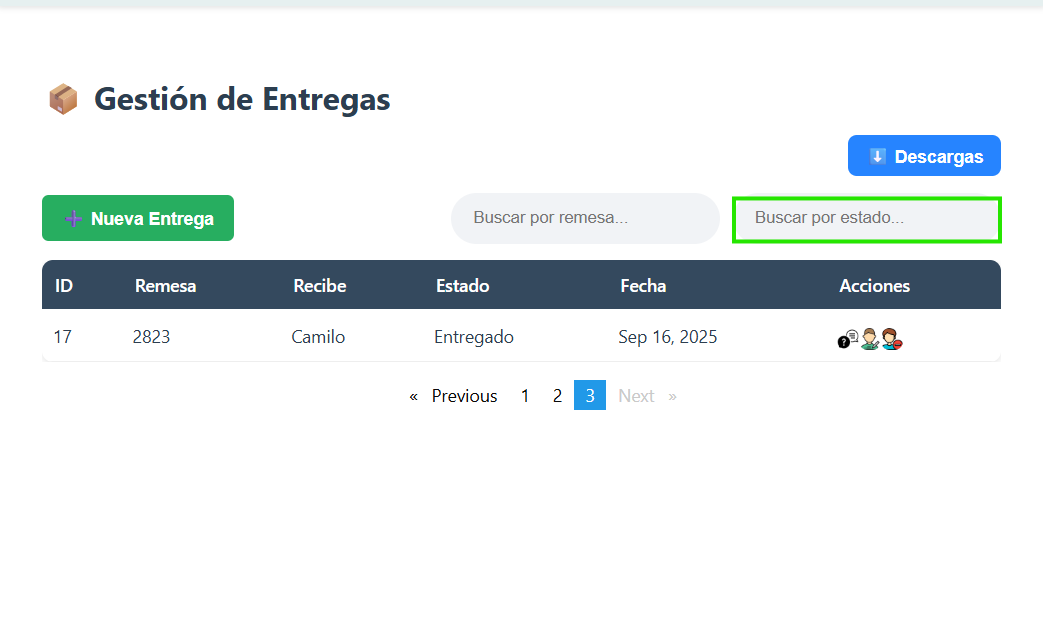 Gestión de Entregas
Descargas
Nueva Entrega
Buscar por remesa...
Buscar por estado...
ID Remesa Recibe Estado Fecha Acciones
17 2823 Camilo Entregado Sep 16, 2025
« Previous 1 2 3 Next »